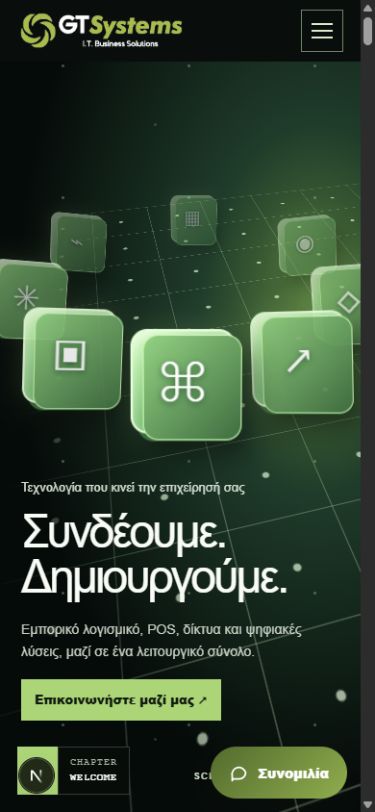 GTSystems
I.T. Business Solutions
Τεχνολογία που κινεί την επιχείρησή σας
Συνδέουμε.
Δημιουργούμε.
Εμπορικό λογισμικό, POS, δίκτυα και ψηφιακές
λύσεις, μαζί σε ένα λειτουργικό σύνολο.
Επικοινωνήστε μαζί μας ↗
N
CHAPTER
WELCOME
Συνομιλία